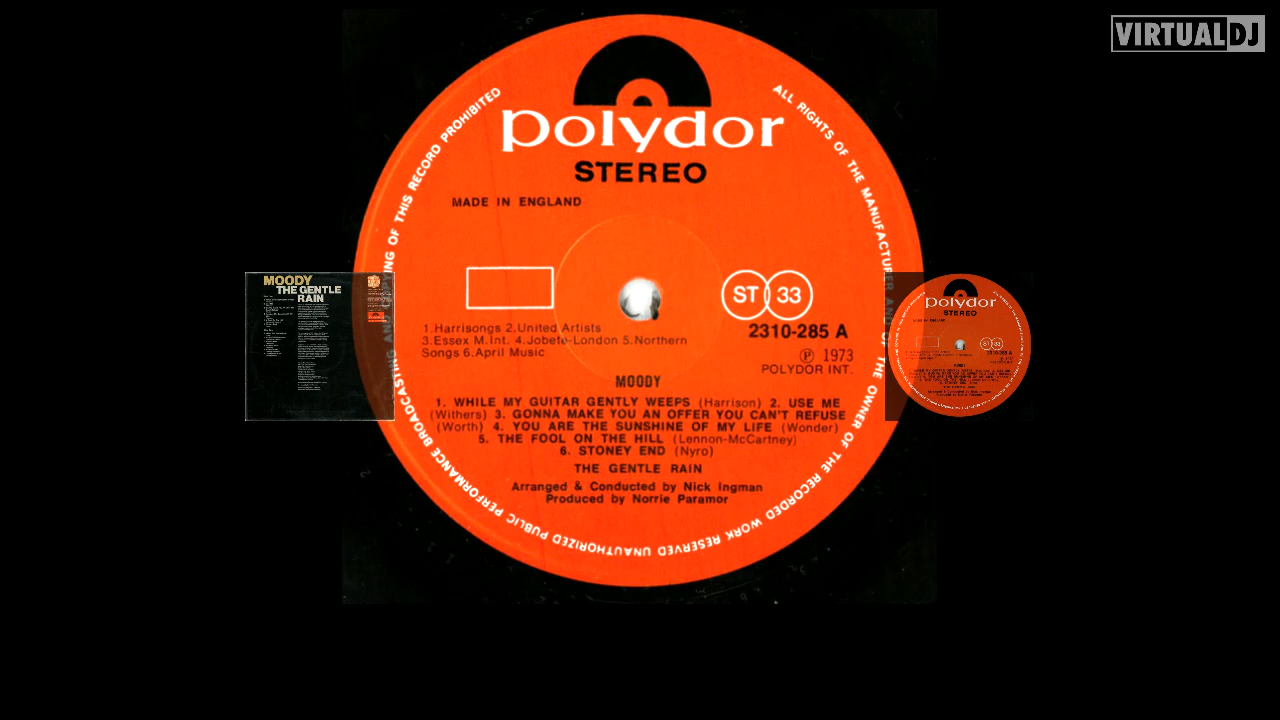 VIRTUALDJ
polydor
STEREO
BROADCASTING AND COPYING OF THIS RECORD PROHIBITED
ALL RIGHTS OF THE MANUFACTURER AND OF THE OWNER OF THE RECORDED WORK RESERVED UNAUTHORIZED PUBLIC PERFORMANCE
MADE IN ENGLAND
ST 33
2310-285 A
1.Harrisongs 2.United Artists
3.Essex M.Int. 4.Jobete-London 5.Northern
Songs 6.April Music
Ⓟ 1973
POLYDOR INT.
MOODY
1. WHILE MY GUITAR GENTLY WEEPS (Harrison) 2. USE ME
(Withers) 3. GONNA MAKE YOU AN OFFER YOU CAN'T REFUSE
(Worth) 4. YOU ARE THE SUNSHINE OF MY LIFE (Wonder)
5. THE FOOL ON THE HILL (Lennon-McCartney)
6. STONEY END (Nyro)
THE GENTLE RAIN
Arranged & Conducted by Nick Ingman
Produced by Norrie Paramor
MOODY
THE GENTLE
RAIN
polydor
STEREO
ST 33
2310-285 A